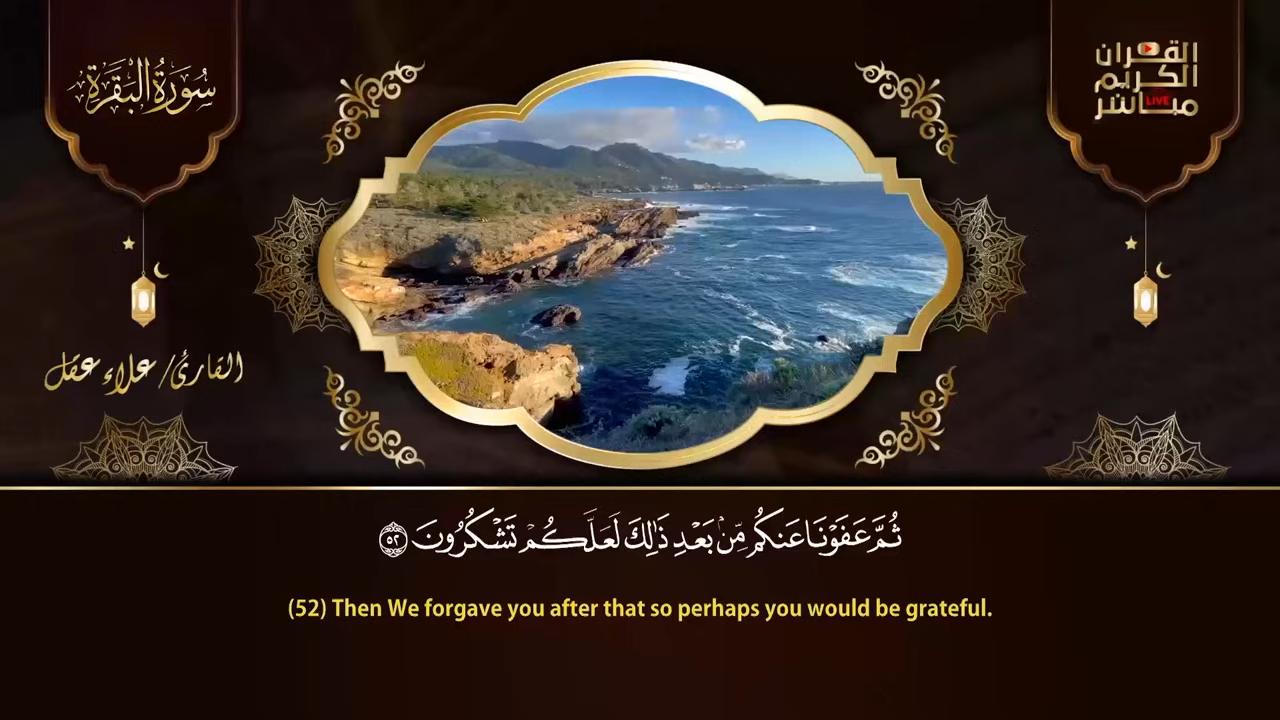 سُورَةُ البَقَرَةِ
القرآن
الكريم
مباشر
LIVE
القارئ/ علاء عقل
ثُمَّ عَفَوْنَا عَنكُم مِّنۢ بَعْدِ ذَٰلِكَ لَعَلَّكُمْ تَشْكُرُونَ ٥٢
(52) Then We forgave you after that so perhaps you would be grateful.